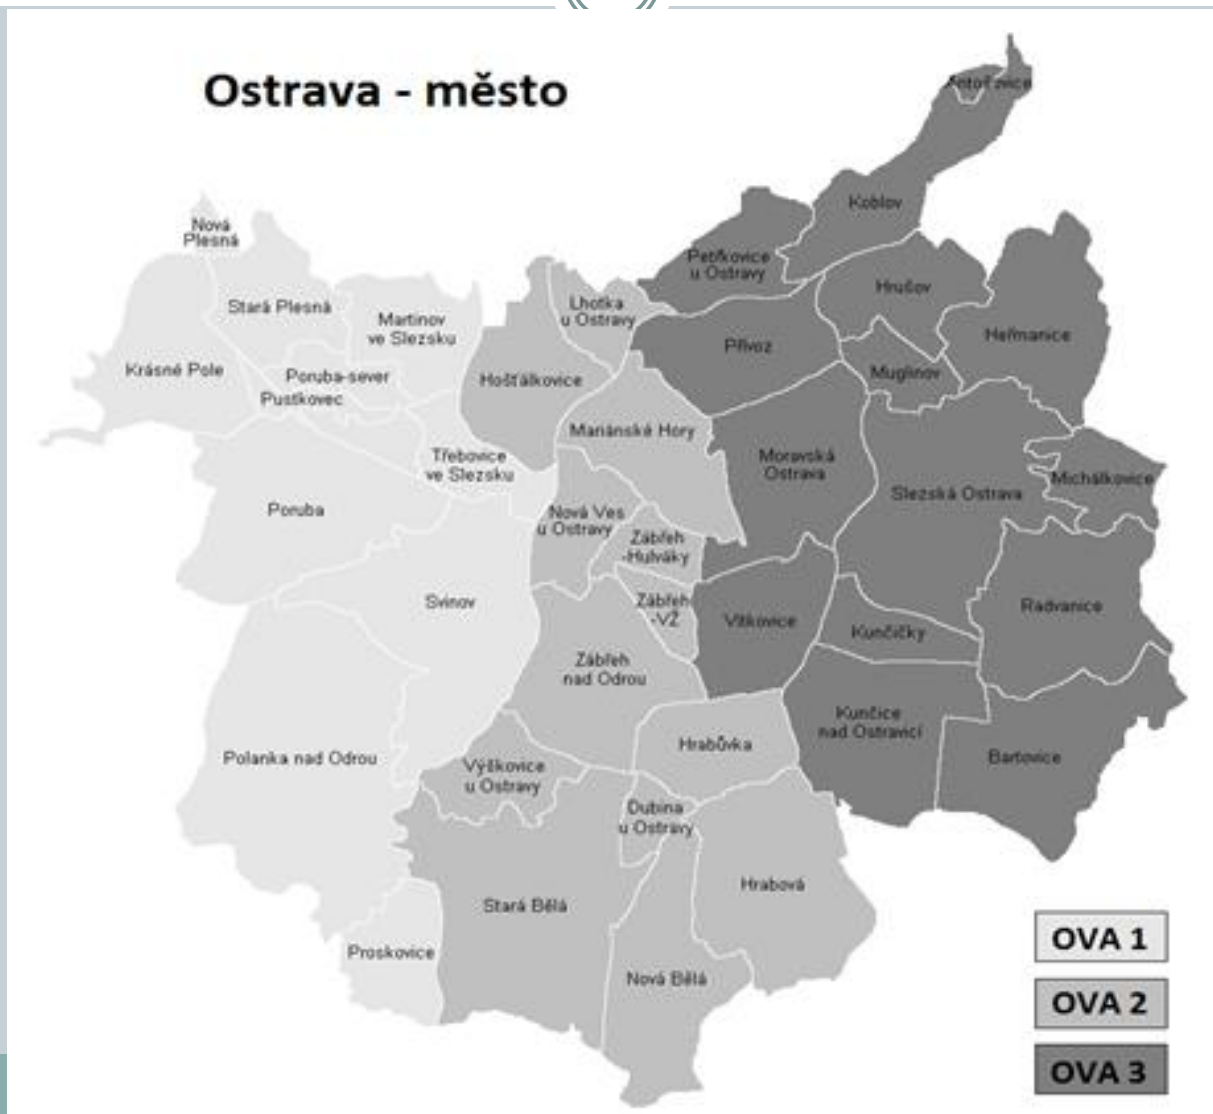 Ostrava - město
Antošovice
Koblov
Nová
Plesná
Petřkovice
u Ostravy
Hrušov
Stará Plesná
Lhotka
u Ostravy
Martinov
ve Slezsku
Heřmanice
Přívoz
Krásné Pole
Poruba-sever
Hošťálkovice
Muglinov
Pustkovec
Mariánské Hory
Třebovice
ve Slezsku
Moravská
Ostrava
Michálkovice
Slezská Ostrava
Poruba
Nová Ves
u Ostravy
Zábřeh
-Hulváky
Svinov
Zábřeh
-VŽ
Vítkovice
Kunčičky
Radvanice
Zábřeh
nad Odrou
Kunčice
nad Ostravicí
Hrabůvka
Polanka nad Odrou
Výškovice
u Ostravy
Bartovice
Dubina
u Ostravy
Hrabová
Stará Bělá
Proskovice
Nová Bělá
OVA 1
OVA 2
OVA 3